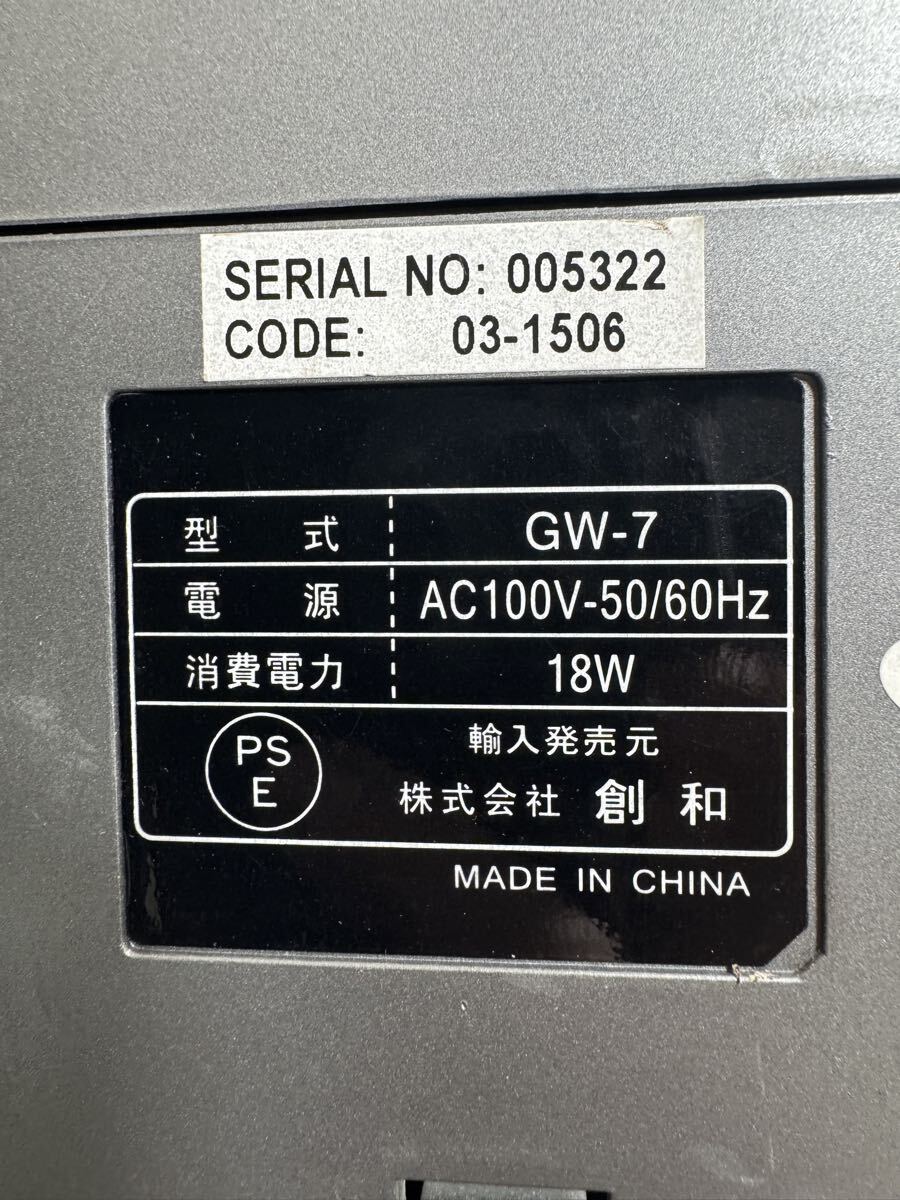 SERIAL NO: 005322
CODE: 03-1506
型式 GW-7
電源 AC100V-50/60Hz
消費電力 18W
PS
E
輸入発売元
株式会社 創和
MADE IN CHINA